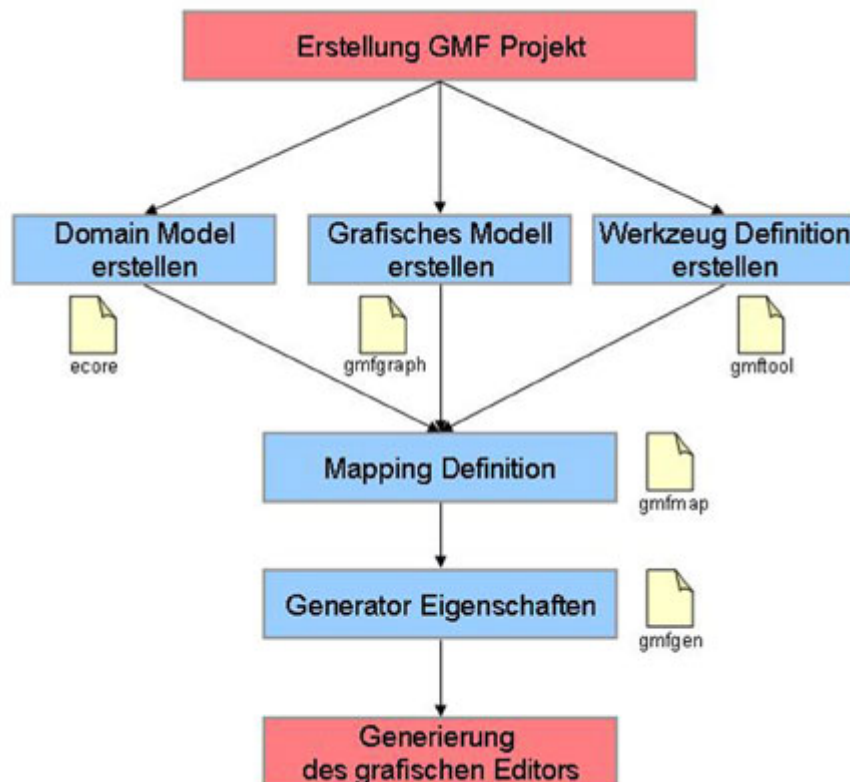 Erstellung GMF Projekt
Domain Model
erstellen
Grafisches Modell
erstellen
Werkzeug Definition
erstellen
ecore
gmfgraph
gmftool
Mapping Definition
gmfmap
Generator Eigenschaften
gmfgen
Generierung
des grafischen Editors